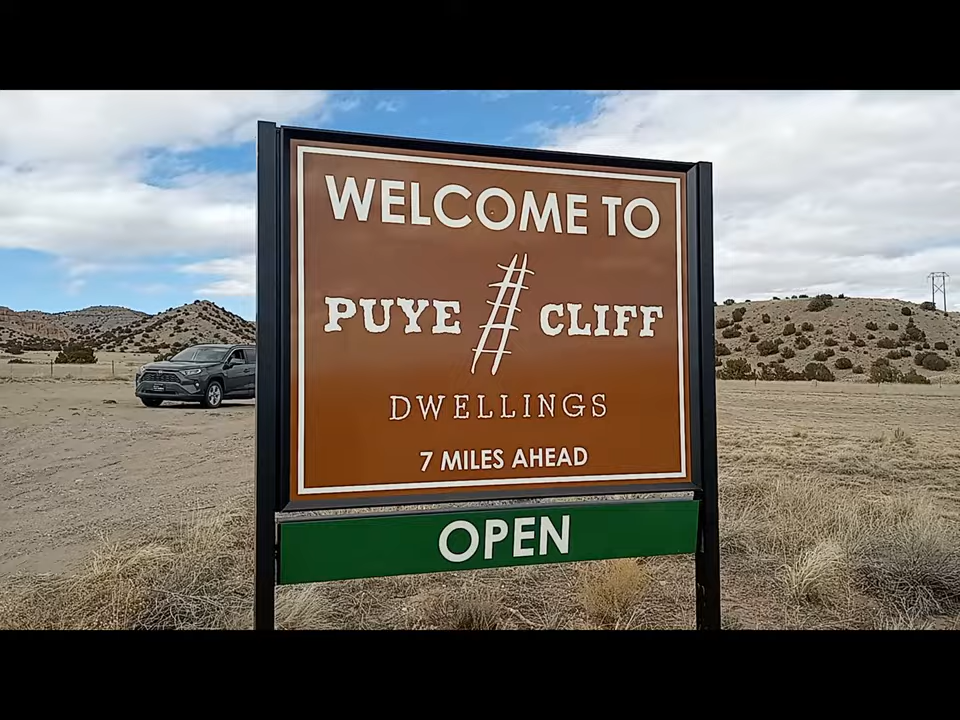 WELCOME TO
PUYE CLIFF
DWELLINGS
7 MILES AHEAD
OPEN